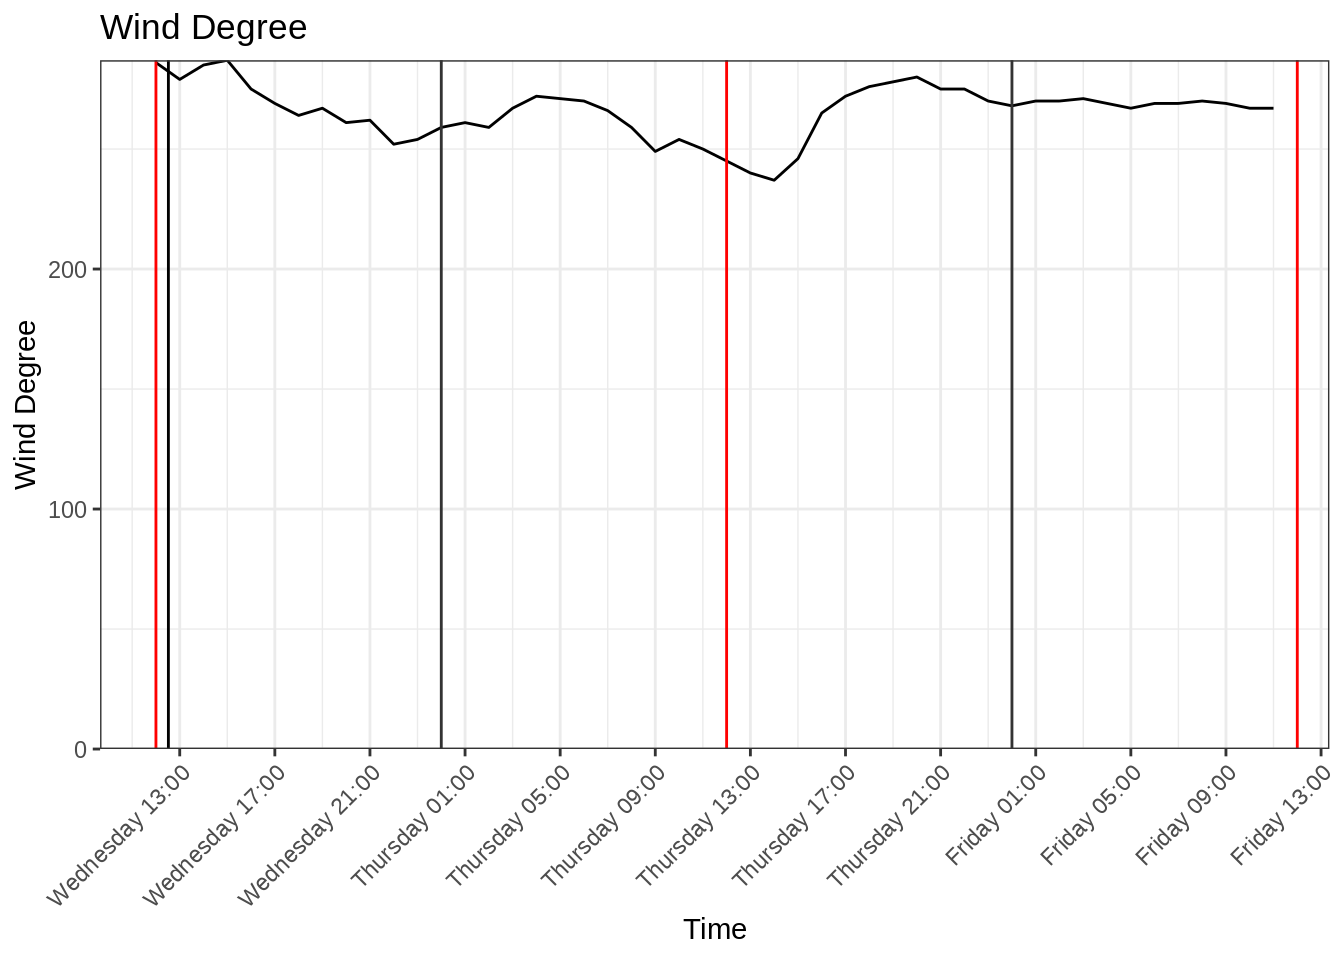 Wind Degree
Wind Degree
200
100
0
Wednesday 13:00
Wednesday 17:00
Wednesday 21:00
Thursday 01:00
Thursday 05:00
Thursday 09:00
Thursday 13:00
Thursday 17:00
Thursday 21:00
Friday 01:00
Friday 05:00
Friday 09:00
Friday 13:00
Time